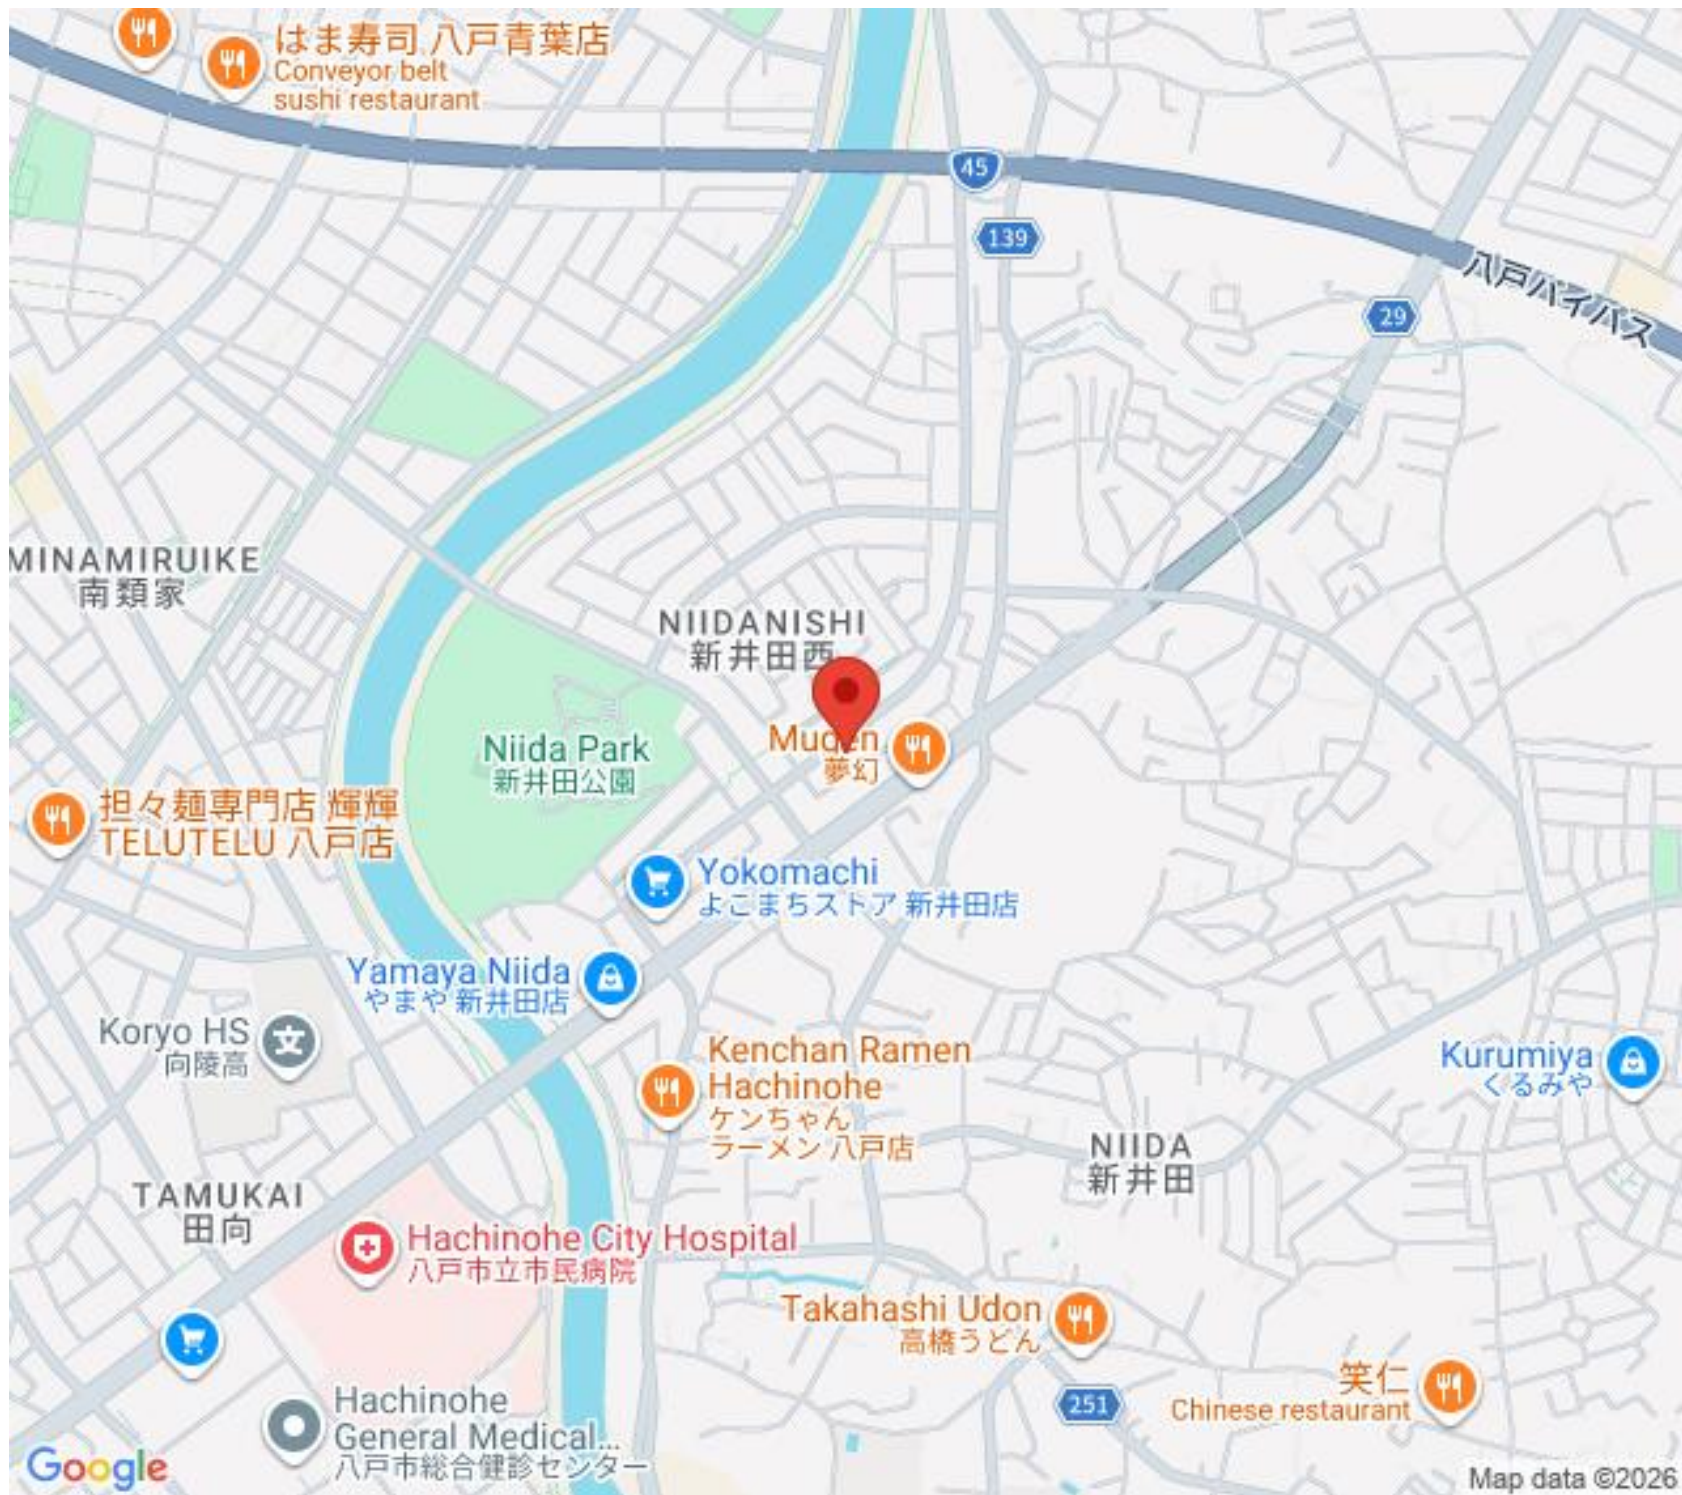 はま寿司 八戸青葉店
Conveyor belt
sushi restaurant
45
139
八戸バイパス
29
MINAMIRUIKE
南類家
NIIDANISHI
新井田西
Niida Park
新井田公園
Muden
夢幻
担々麺専門店 輝輝
TELUTELU 八戸店
Yokomachi
よこまちストア 新井田店
Yamaya Niida
やまや 新井田店
Koryo HS
向陵高
文
Kenchan Ramen
Hachinohe
ケンちゃん
ラーメン 八戸店
Kurumiya
くるみや
NIIDA
新井田
TAMUKAI
田向
Hachinohe City Hospital
八戸市立市民病院
Takahashi Udon
高橋うどん
笑仁
Chinese restaurant
251
Hachinohe
General Medical...
八戸市総合健診センター
Google
Map data ©2026